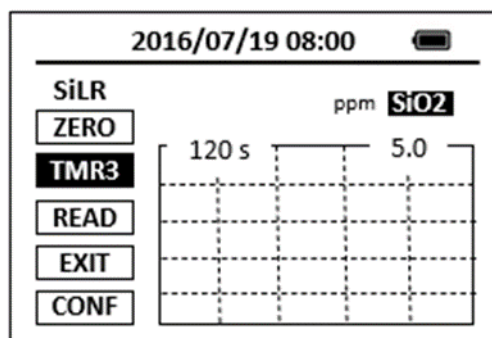 2016/07/19 08:00
SiLR
ppm SiO2
ZERO
120 s 5.0
TMR3
READ
EXIT
CONF